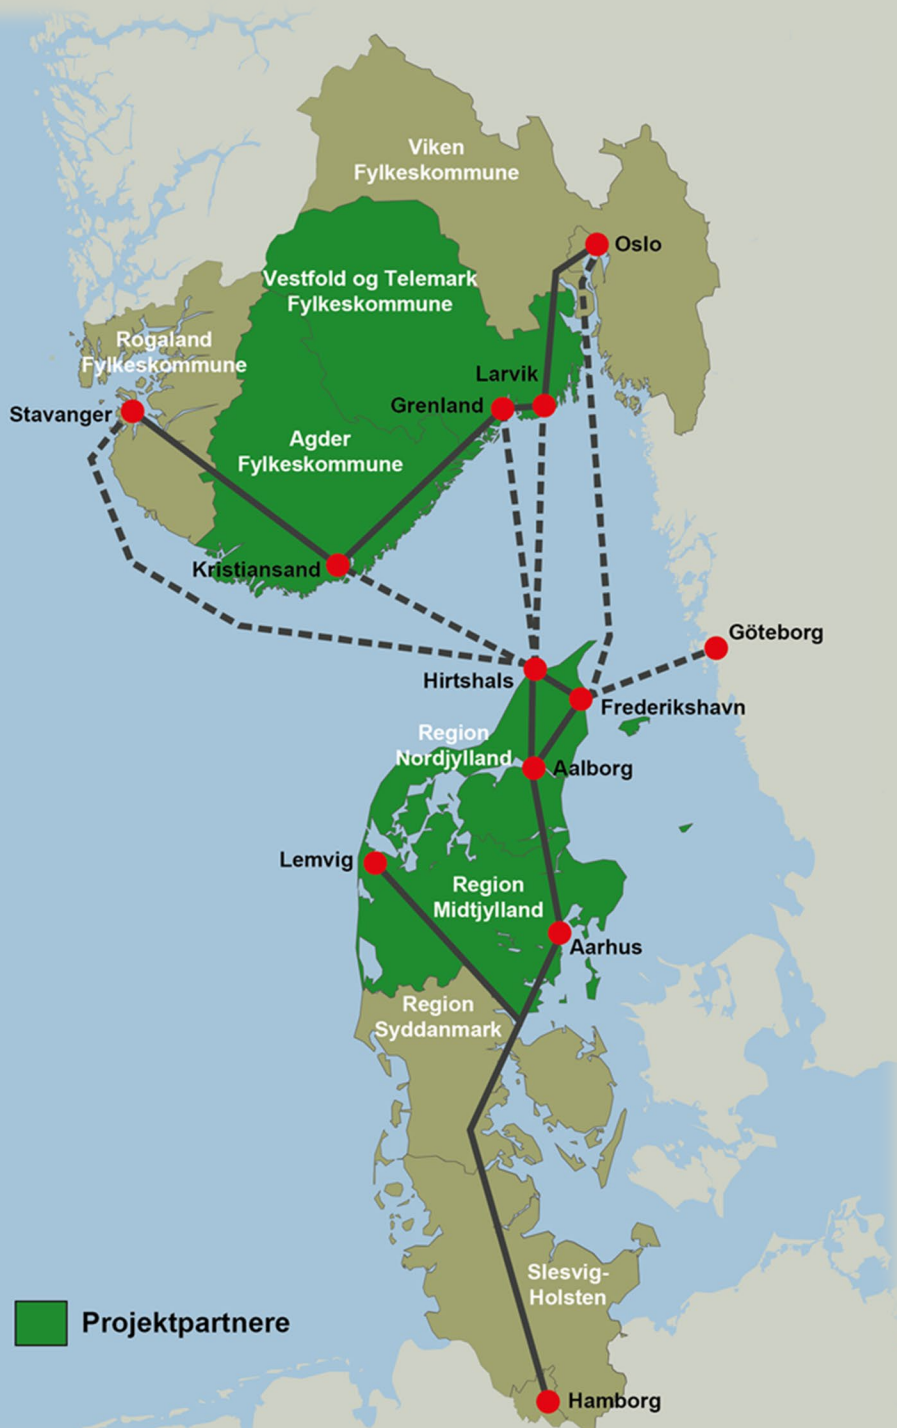 Viken
Fylkeskommune
Oslo
Vestfold og Telemark
Fylkeskommune
Rogaland
Fylkeskommune
Larvik
Grenland
Stavanger
Agder
Fylkeskommune
Kristiansand
Göteborg
Hirtshals
Frederikshavn
Region
Nordjylland
Aalborg
Lemvig
Region
Midtjylland
Aarhus
Region
Syddanmark
Slesvig-
Holsten
Projektpartnere
Hamborg